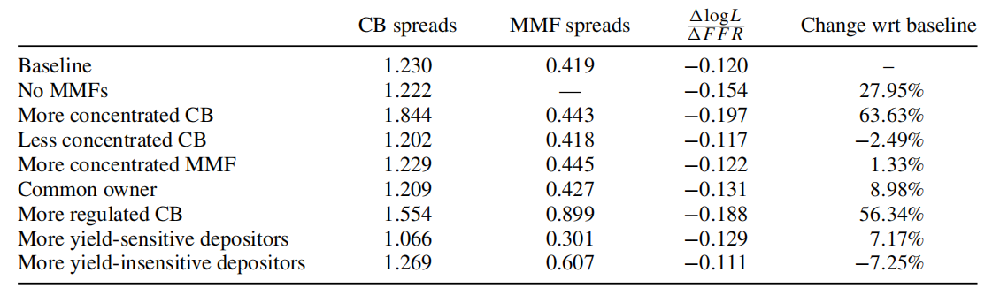 CB spreads MMF spreads ΔlogL/ΔFFR Change wrt baseline
Baseline 1.230 0.419 −0.120 –
No MMFs 1.222 — −0.154 27.95%
More concentrated CB 1.844 0.443 −0.197 63.63%
Less concentrated CB 1.202 0.418 −0.117 −2.49%
More concentrated MMF 1.229 0.445 −0.122 1.33%
Common owner 1.209 0.427 −0.131 8.98%
More regulated CB 1.554 0.899 −0.188 56.34%
More yield-sensitive depositors 1.066 0.301 −0.129 7.17%
More yield-insensitive depositors 1.269 0.607 −0.111 −7.25%